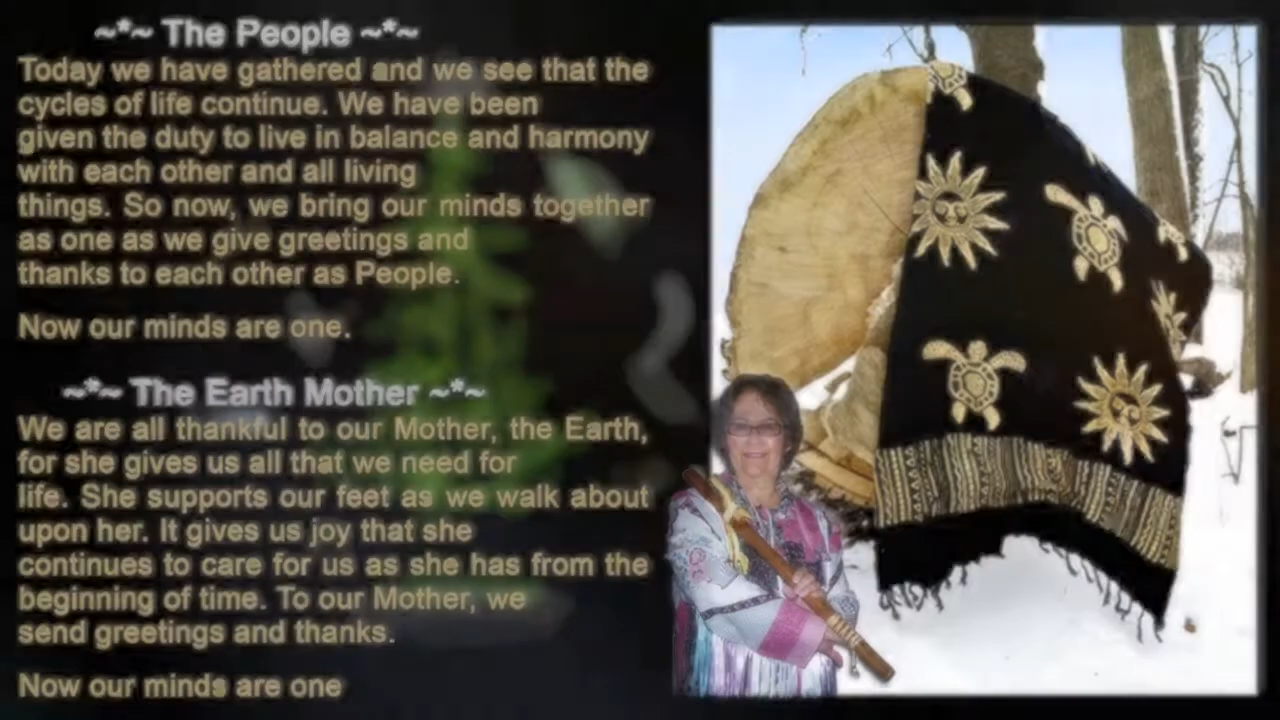 ~*~ The People ~*~
Today we have gathered and we see that the
cycles of life continue. We have been
given the duty to live in balance and harmony
with each other and all living
things. So now, we bring our minds together
as one as we give greetings and
thanks to each other as People.
Now our minds are one.
~*~ The Earth Mother ~*~
We are all thankful to our Mother, the Earth,
for she gives us all that we need for
life. She supports our feet as we walk about
upon her. It gives us joy that she
continues to care for us as she has from the
beginning of time. To our Mother, we
send greetings and thanks.
Now our minds are one